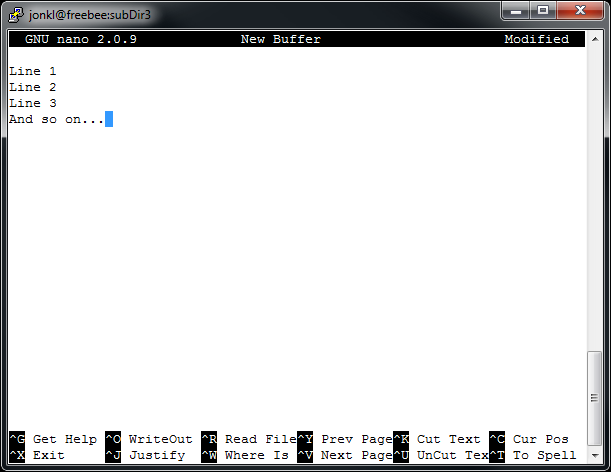 jonkl@freebee:subDir3
GNU nano 2.0.9 New Buffer Modified
Line 1
Line 2
Line 3
And so on...
^G Get Help ^O WriteOut ^R Read File^Y Prev Page^K Cut Text ^C Cur Pos
^X Exit ^J Justify ^W Where Is ^V Next Page^U UnCut Tex^T To Spell